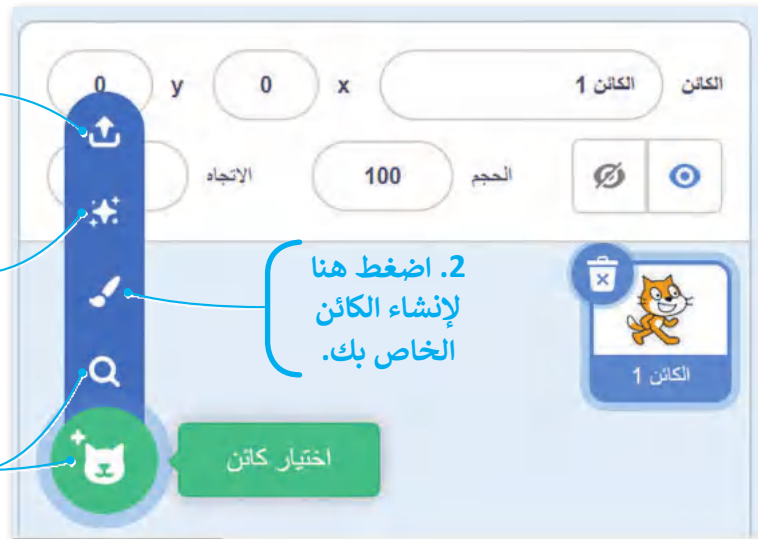 الكائن الكائن 1 x 0 y 0
الحجم 100 الاتجاه
2. اضغط هنا
لإنشاء الكائن
الخاص بك.
الكائن 1
اختيار كائن